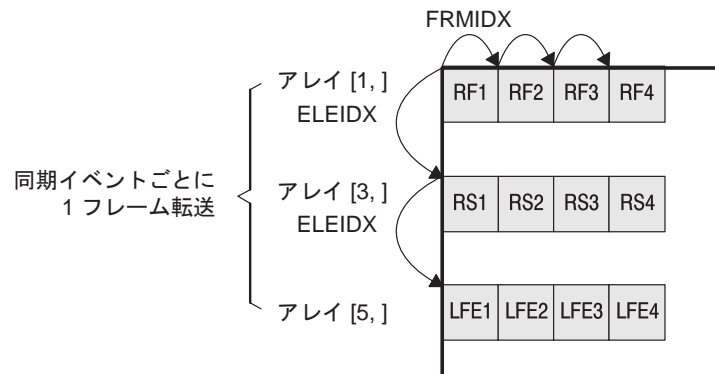 FRMIDX
アレイ [1, ]
ELEIDX
RF1 RF2 RF3 RF4
同期イベントごとに
1 フレーム転送
アレイ [3, ]
ELEIDX
RS1 RS2 RS3 RS4
アレイ [5, ]
LFE1 LFE2 LFE3 LFE4